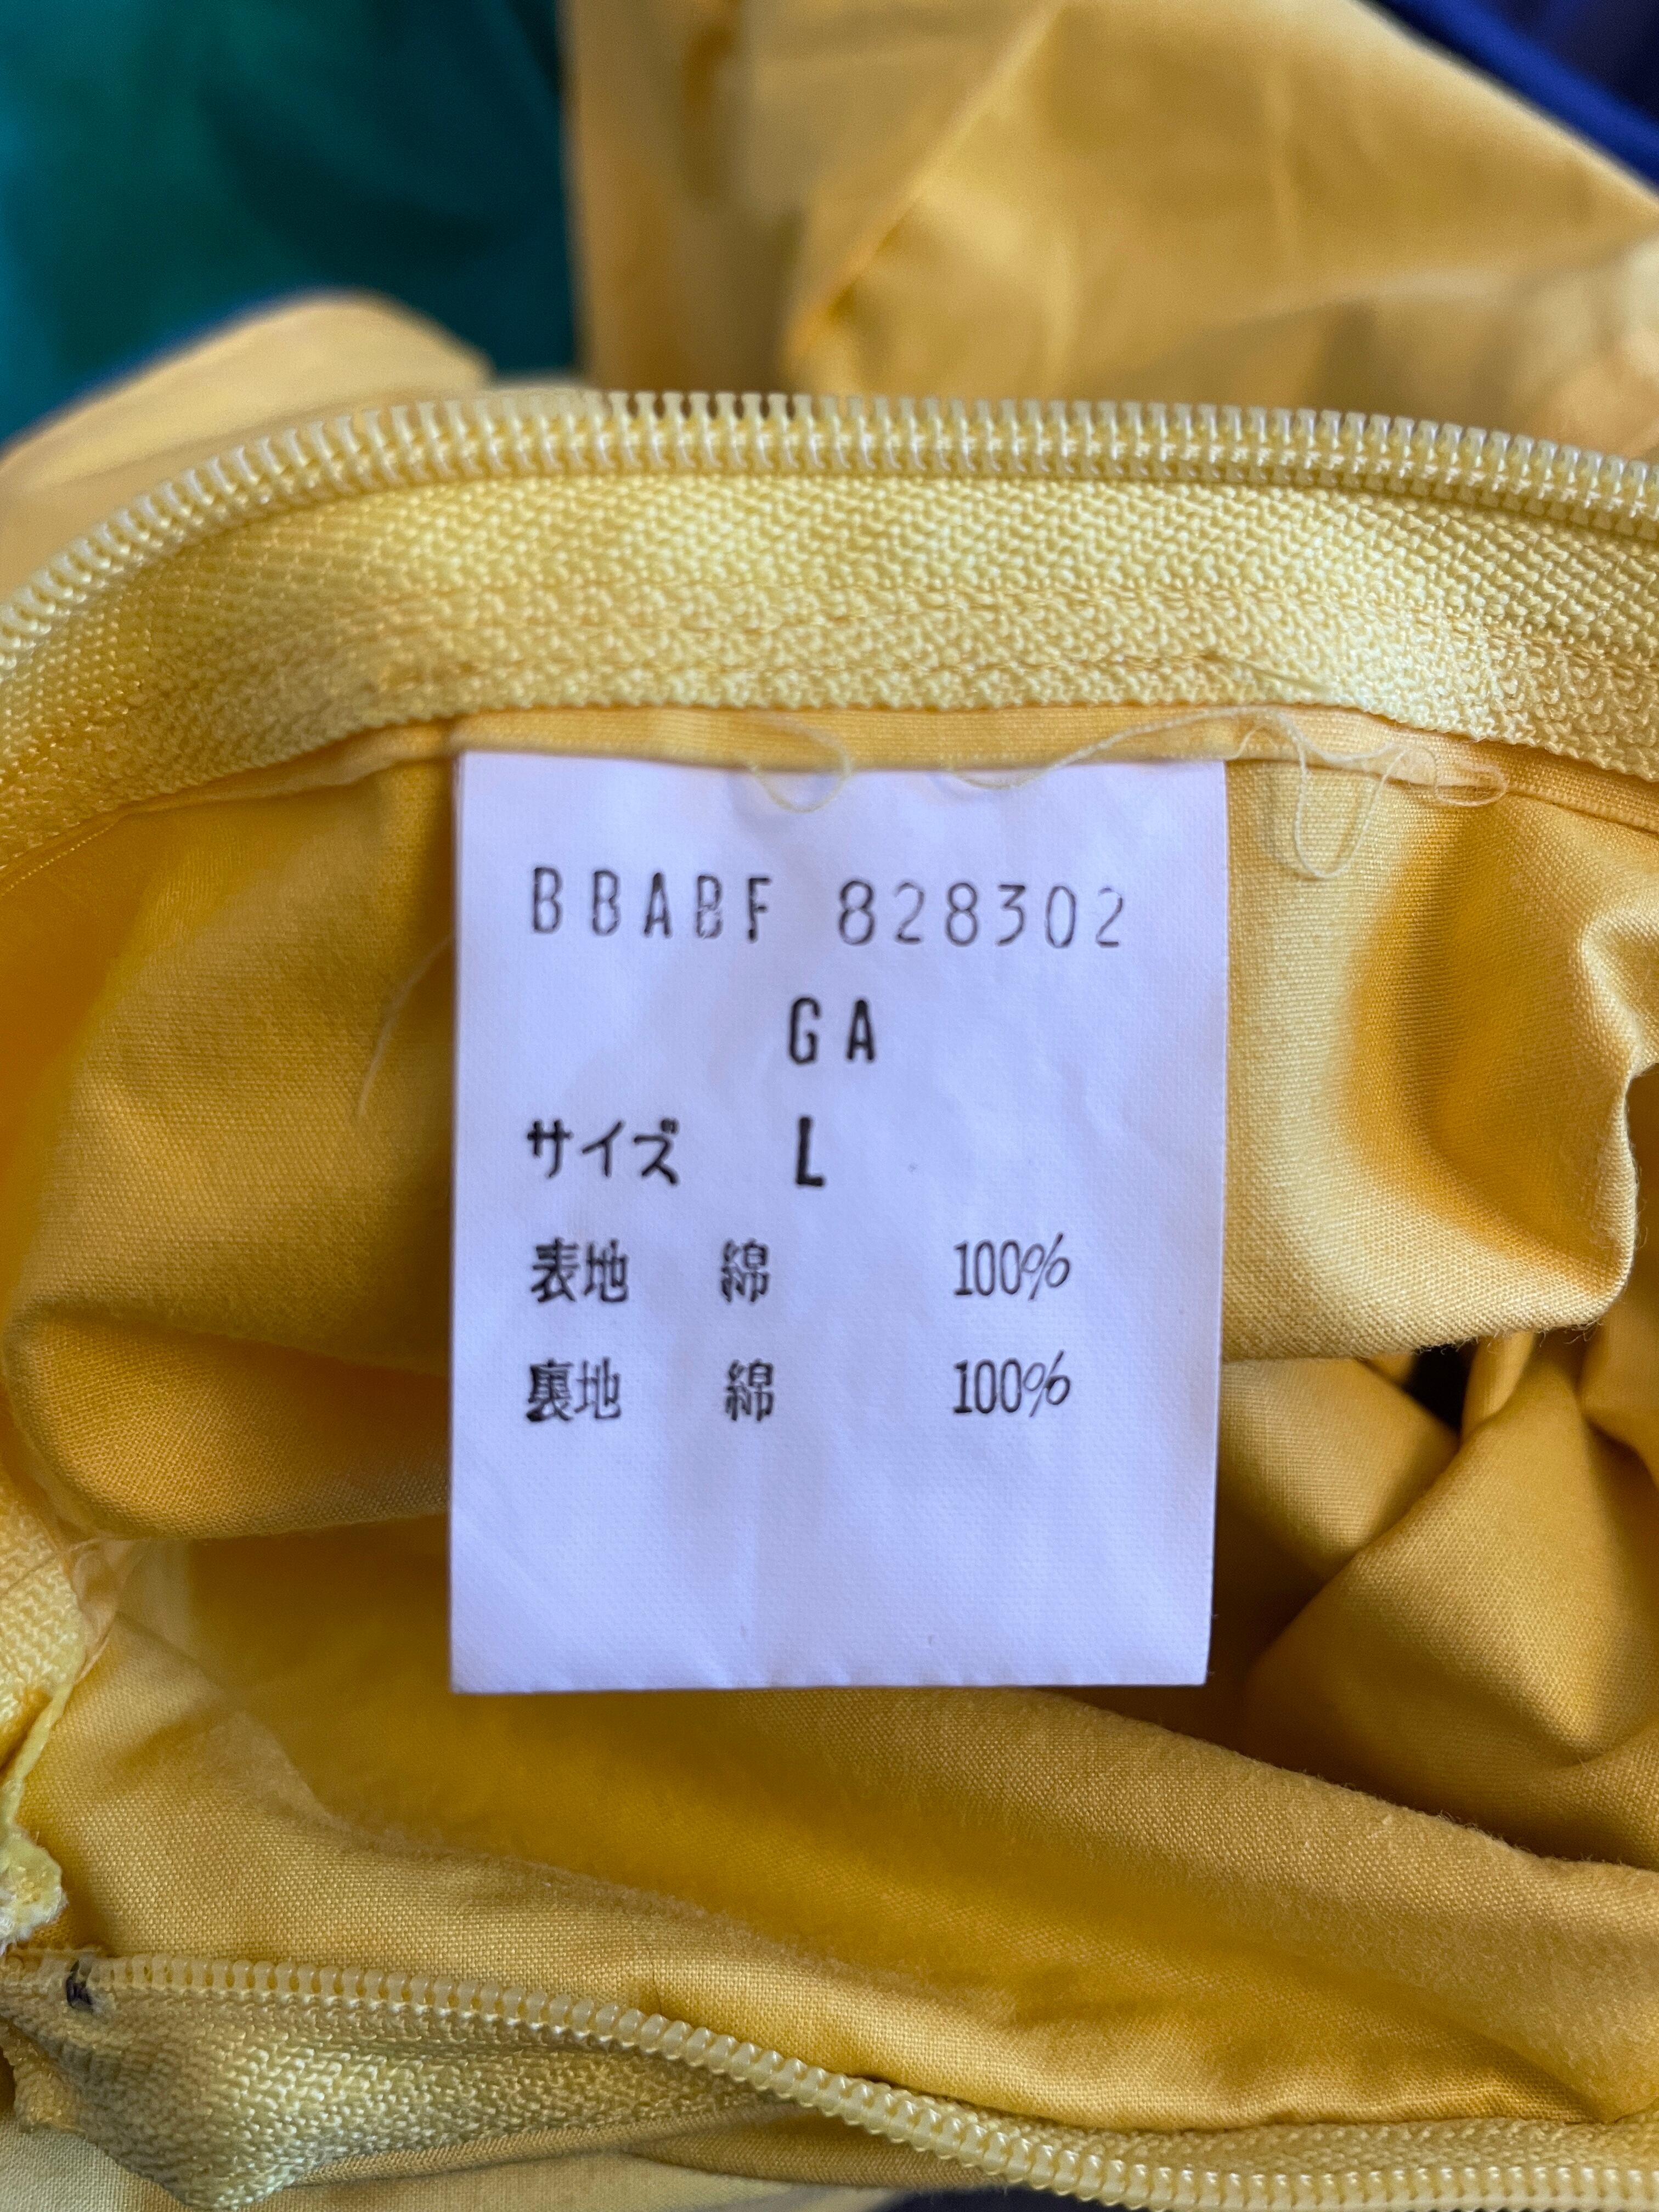 BBABF 828302
GA
サイズ L
表地 綿 100%
裏地 綿 100%